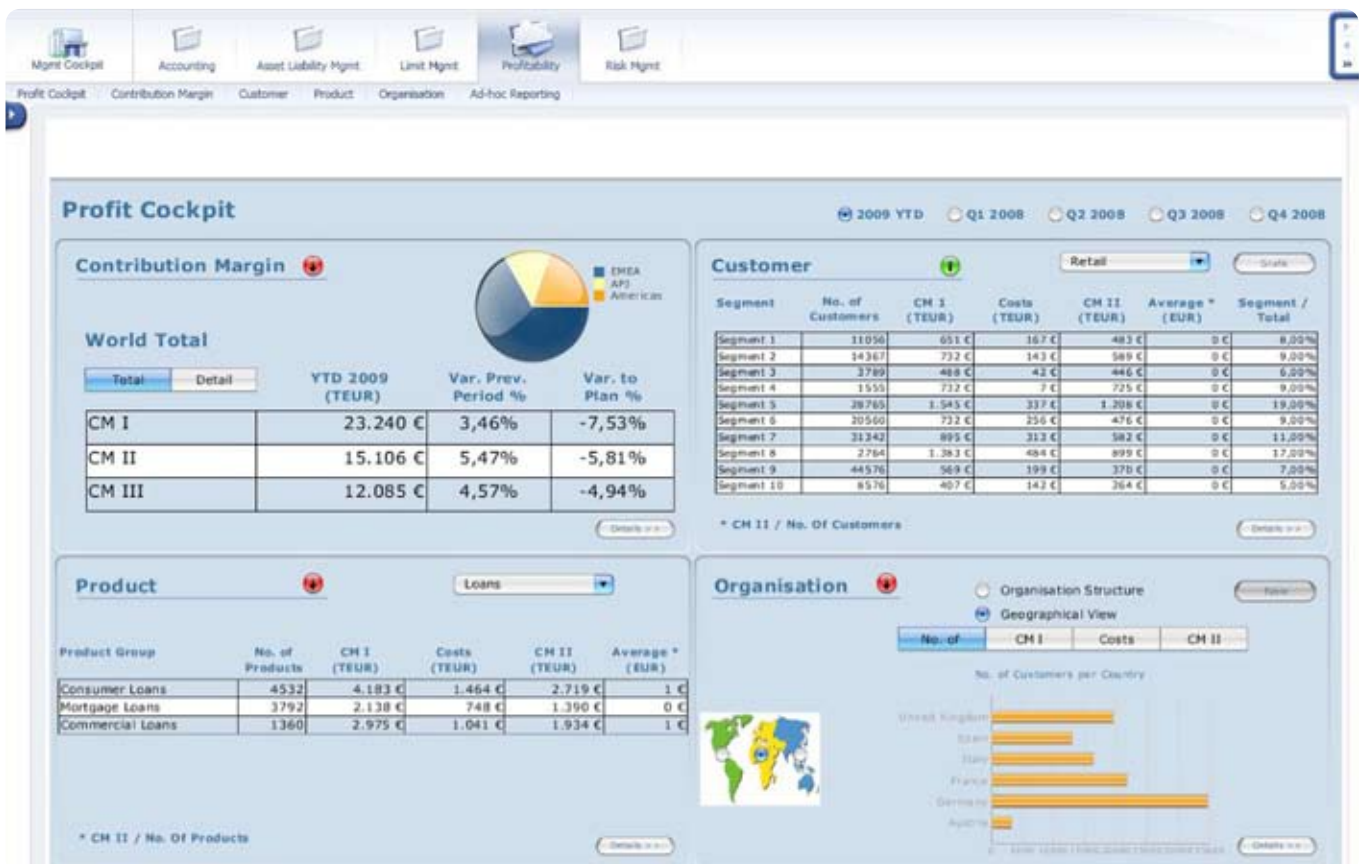 Mgmt Cockpit Accounting Asset Liability Mgmt Limit Mgmt Profitability Risk Mgmt
Profit Cockpit Contribution Margin Customer Product Organisation Ad-hoc Reporting
Profit Cockpit
2009 YTD Q1 2008 Q2 2008 Q3 2008 Q4 2008
Contribution Margin
EMEA
APJ
Americas
World Total
Total Detail
YTD 2009 (TEUR) Var. Prev. Period % Var. to Plan %
CM I 23.240 € 3,46% -7,53%
CM II 15.106 € 5,47% -5,81%
CM III 12.085 € 4,57% -4,94%
Details >>
Customer
Retail
Segment No. of Customers CM I (TEUR) Costs (TEUR) CM II (TEUR) Average * (EUR) Segment / Total
Segment 1 11056 651 € 167 € 483 € 0 € 8,00%
Segment 2 14367 732 € 143 € 589 € 0 € 9,00%
Segment 3 3789 488 € 42 € 446 € 0 € 6,00%
Segment 4 1555 732 € 7 € 725 € 0 € 9,00%
Segment 5 28765 1.545 € 337 € 1.208 € 0 € 19,00%
Segment 6 20560 732 € 256 € 476 € 0 € 9,00%
Segment 7 31342 895 € 313 € 582 € 0 € 11,00%
Segment 8 2764 1.383 € 484 € 899 € 0 € 17,00%
Segment 9 44576 569 € 199 € 370 € 0 € 7,00%
Segment 10 8576 407 € 142 € 264 € 0 € 5,00%
* CM II / No. Of Customers
Details >>
Product
Loans
Product Group No. of Products CM I (TEUR) Costs (TEUR) CM II (TEUR) Average * (EUR)
Consumer Loans 4532 4.183 € 1.464 € 2.719 € 1 €
Mortgage Loans 3792 2.138 € 748 € 1.390 € 0 €
Commercial Loans 1360 2.975 € 1.041 € 1.934 € 1 €
* CM II / No. Of Products
Details >>
Organisation
Organisation Structure
Geographical View
No. of CM I Costs CM II
No. of Customers per Country
United Kingdom
Spain
Italy
France
Germany
Austria
0
Details >>